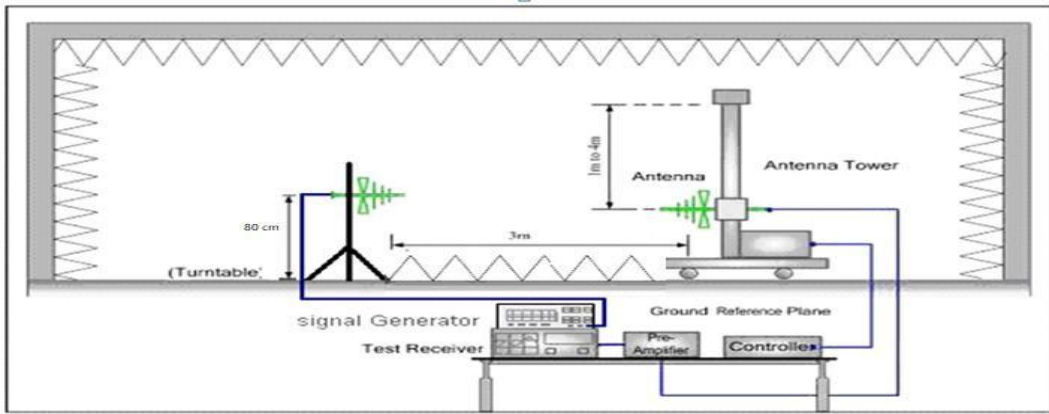 1m to 4m
Antenna Tower
Antenna
80 cm
3m
(Turntable)
Ground Reference Plane
signal Generator
Test Receiver
Pre-
Amplifier
Controller